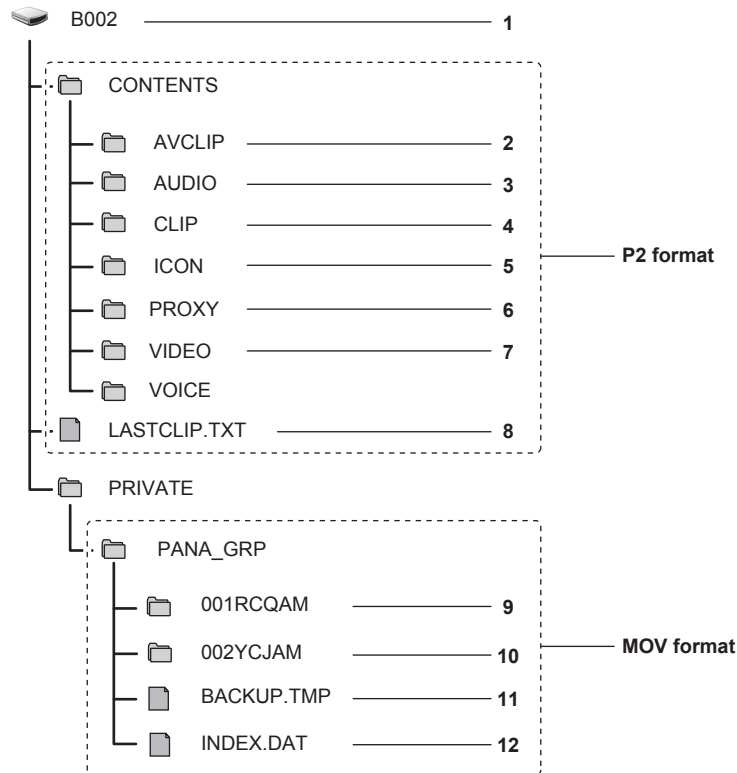 B002 1
CONTENTS
AVCLIP 2
AUDIO 3
CLIP 4
ICON 5
P2 format
PROXY 6
VIDEO 7
VOICE
LASTCLIP.TXT 8
PRIVATE
PANA_GRP
001RCQAM 9
MOV format
002YCJAM 10
BACKUP.TMP 11
INDEX.DAT 12